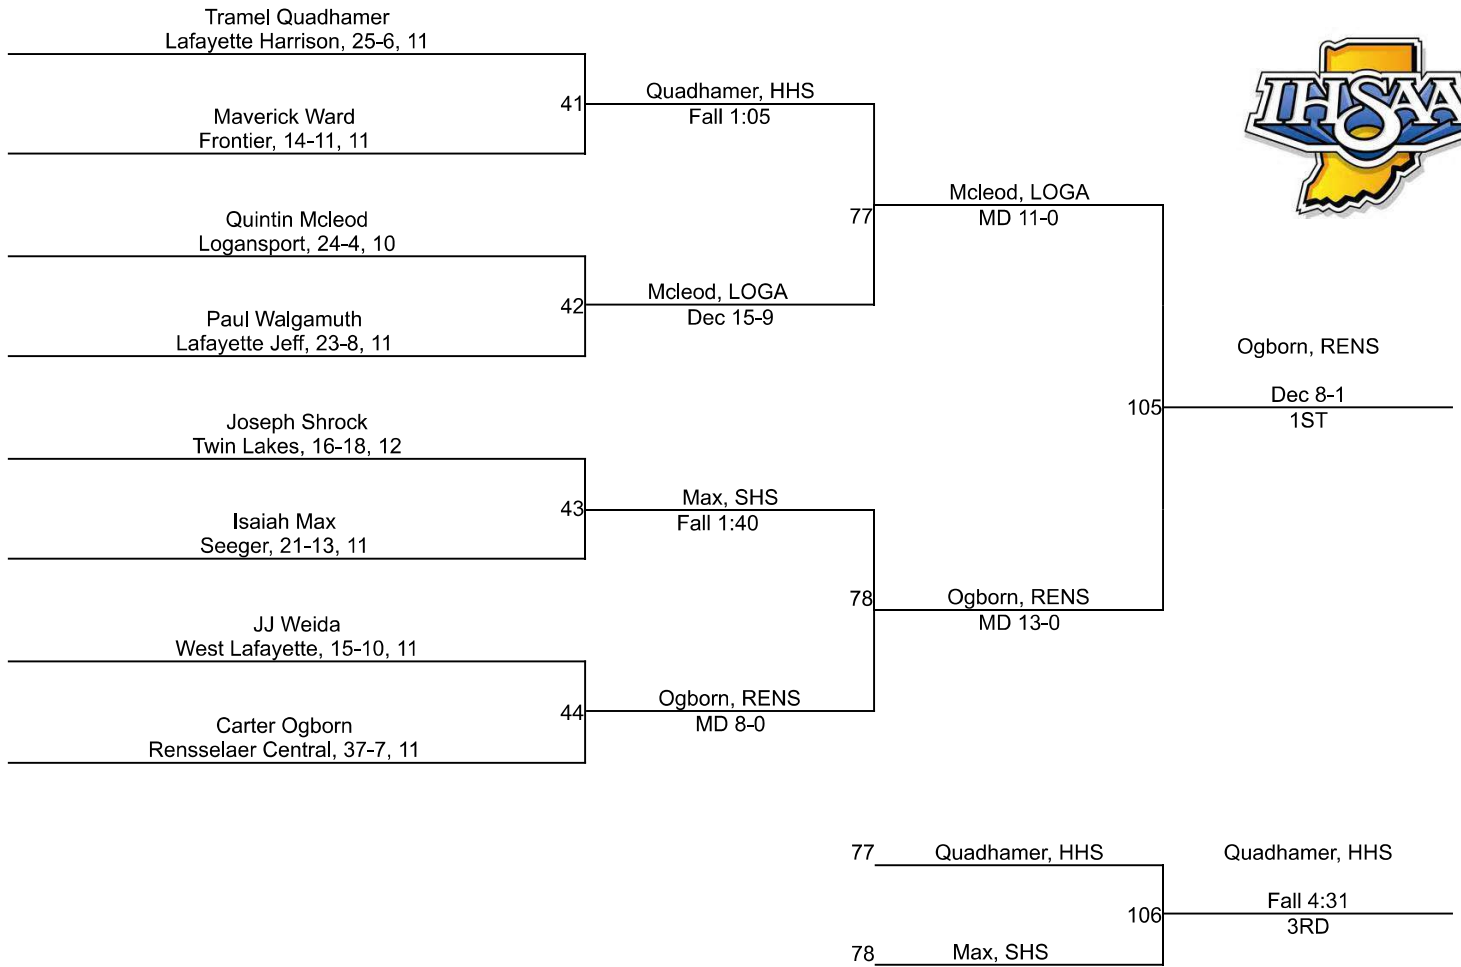 Tramel Quadhamer
Lafayette Harrison, 25-6, 11
41
Maverick Ward
Frontier, 14-11, 11
Quadhamer, HHS
Fall 1:05
Quintin Mcleod
Logansport, 24-4, 10
42
Paul Walgamuth
Lafayette Jeff, 23-8, 11
Mcleod, LOGA
Dec 15-9
77
Mcleod, LOGA
MD 11-0
Joseph Shrock
Twin Lakes, 16-18, 12
43
Isaiah Max
Seeger, 21-13, 11
Max, SHS
Fall 1:40
JJ Weida
West Lafayette, 15-10, 11
44
Carter Ogborn
Rensselaer Central, 37-7, 11
Ogborn, RENS
MD 8-0
78
Ogborn, RENS
MD 13-0
105
Ogborn, RENS
Dec 8-1
1ST
IHSAA
77
Quadhamer, HHS
78
Max, SHS
106
Quadhamer, HHS
Fall 4:31
3RD